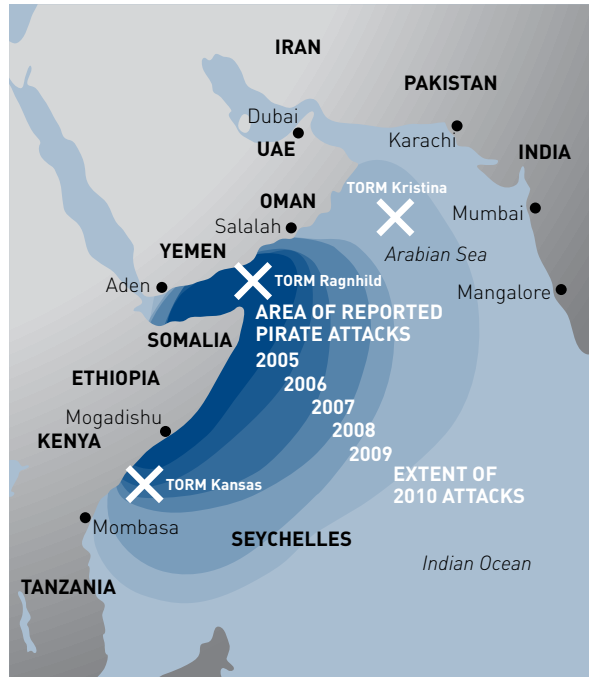 IRAN
PAKISTAN
Dubai
Karachi
UAE
INDIA
TORM Kristina
OMAN
Mumbai
Salalah
YEMEN
Arabian Sea
Aden
TORM Ragnhild
Mangalore
AREA OF REPORTED
PIRATE ATTACKS
SOMALIA
2005
ETHIOPIA
2006
2007
Mogadishu
2008
KENYA
2009
EXTENT OF
2010 ATTACKS
TORM Kansas
Mombasa
SEYCHELLES
Indian Ocean
TANZANIA